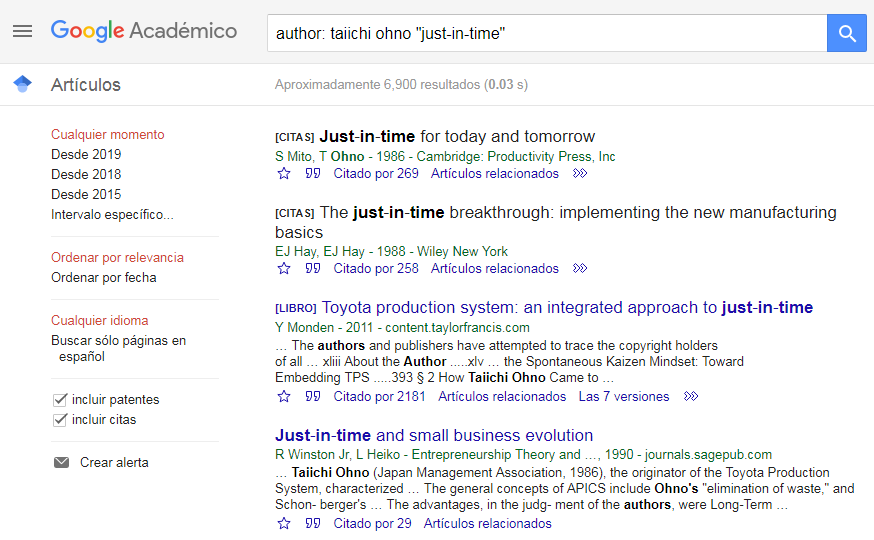 Google Académico
author: taiichi ohno "just-in-time"
Artículos
Aproximadamente 6,900 resultados (0.03 s)
Cualquier momento
Desde 2019
Desde 2018
Desde 2015
Intervalo específico...
Ordenar por relevancia
Ordenar por fecha
Cualquier idioma
Buscar sólo páginas en
español
incluir patentes
incluir citas
Crear alerta
[CITAS] Just-in-time for today and tomorrow
S Mito, T Ohno - 1986 - Cambridge: Productivity Press, Inc
Citado por 269 Artículos relacionados
[CITAS] The just-in-time breakthrough: implementing the new manufacturing
basics
EJ Hay, EJ Hay - 1988 - Wiley New York
Citado por 258 Artículos relacionados
[LIBRO] Toyota production system: an integrated approach to just-in-time
Y Monden - 2011 - content.taylorfrancis.com
... The authors and publishers have attempted to trace the copyright holders
of all ... xliii About the Author .....xlv ... the Spontaneous Kaizen Mindset: Toward
Embedding TPS .....393 § 2 How Taiichi Ohno Came to ...
Citado por 2181 Artículos relacionados Las 7 versiones
Just-in-time and small business evolution
R Winston Jr, L Heiko - Entrepreneurship Theory and ..., 1990 - journals.sagepub.com
... Taiichi Ohno (Japan Management Association, 1986), the originator of the Toyota Production
System, characterized ... The general concepts of APICS include Ohno's "elimination of waste," and
Schon- berger's ... The advantages, in the judg- ment of the authors, were Long-Term ...
Citado por 29 Artículos relacionados